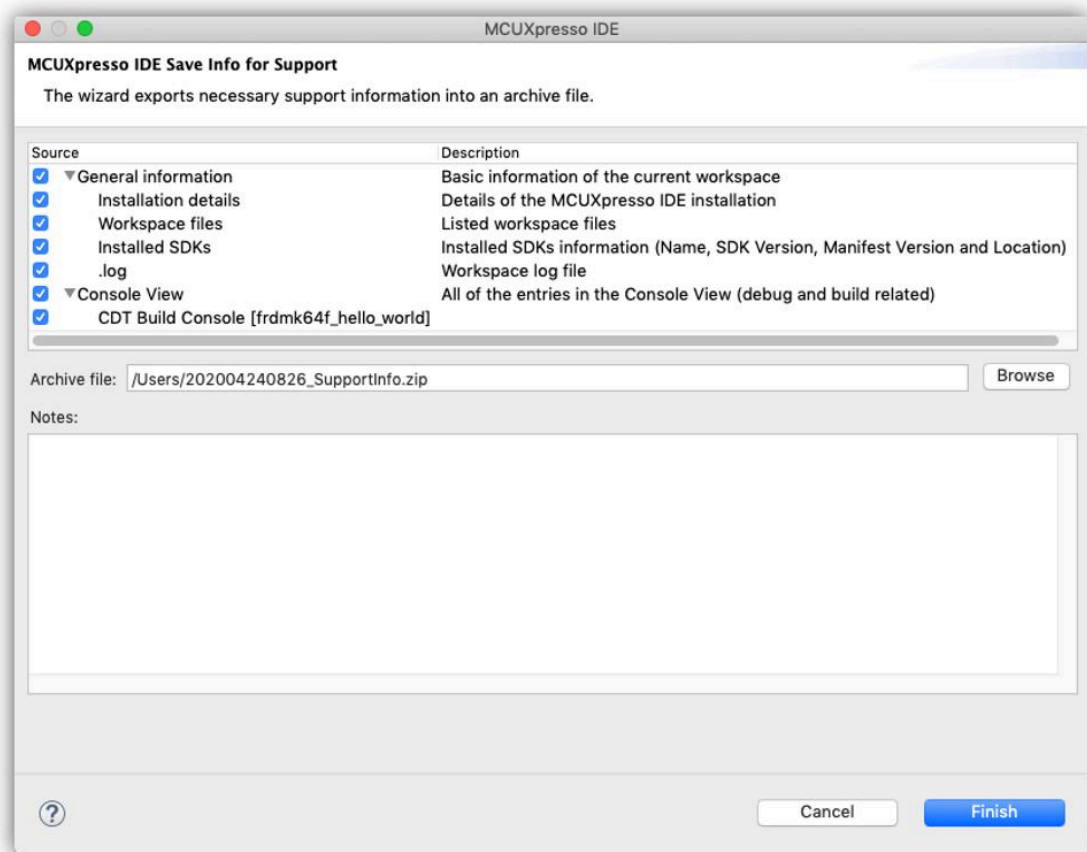 MCUXpresso IDE
MCUXpresso IDE Save Info for Support
The wizard exports necessary support information into an archive file.
Source Description
General information Basic information of the current workspace
Installation details Details of the MCUXpresso IDE installation
Workspace files Listed workspace files
Installed SDKs Installed SDKs information (Name, SDK Version, Manifest Version and Location)
.log Workspace log file
Console View All of the entries in the Console View (debug and build related)
CDT Build Console [frdmk64f_hello_world]
Archive file: /Users/202004240826_SupportInfo.zip Browse
Notes:
? Cancel Finish